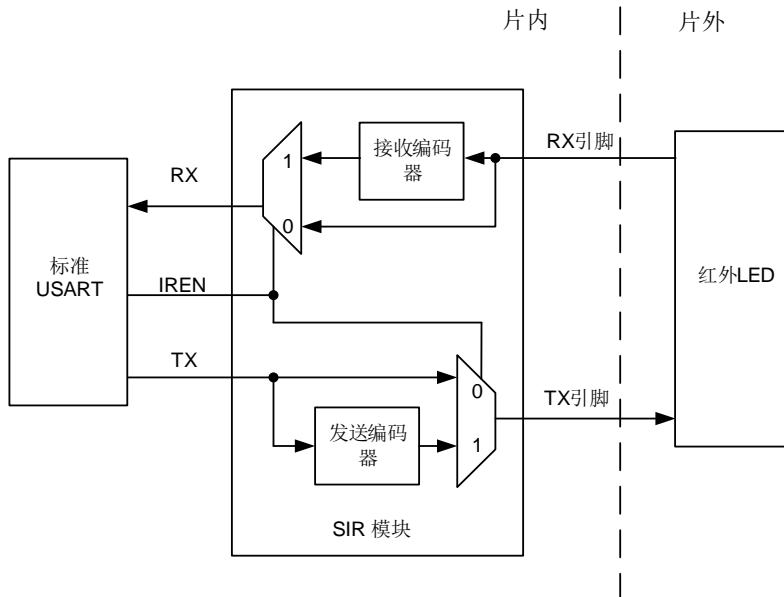 片内
片外
RX引脚
接收编码
器
1
RX
0
标准
USART
IREN
红外LED
TX
0
TX引脚
发送编码
器
1
SIR 模块